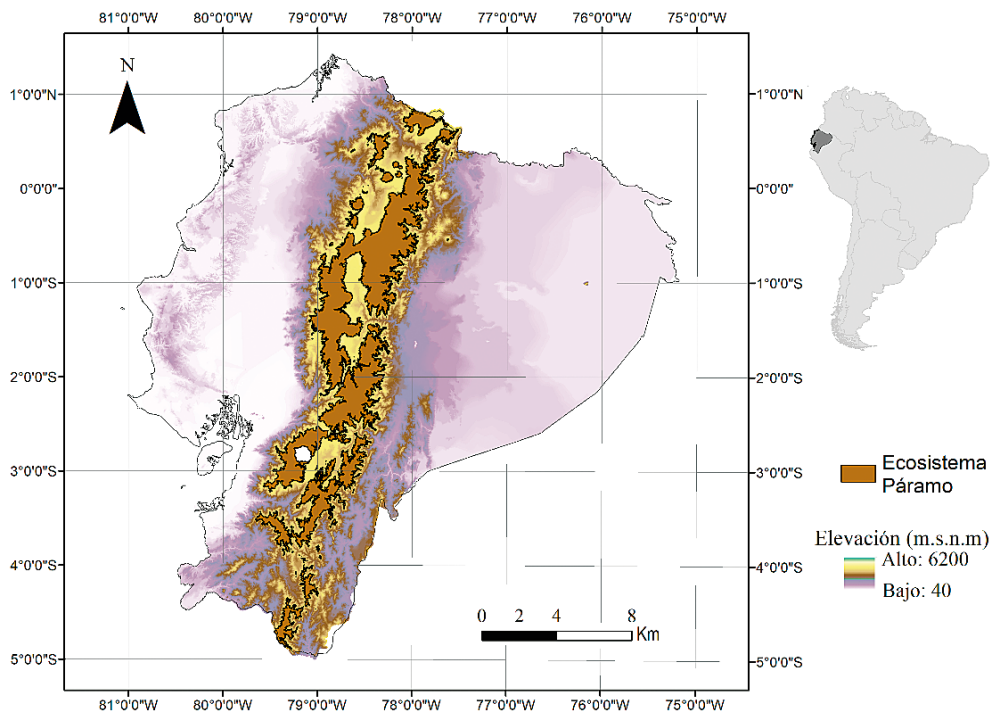 81°0'0"W 80°0'0"W 79°0'0"W 78°0'0"W 77°0'0"W 76°0'0"W 75°0'0"W
N
1°0'0"N 1°0'0"N
0°0'0" 0°0'0"
1°0'0"S 1°0'0"S
2°0'0"S 2°0'0"S
3°0'0"S 3°0'0"S
4°0'0"S 4°0'0"S
5°0'0"S 5°0'0"S
Ecosistema
Páramo
Elevación (m.s.n.m)
Alto: 6200
Bajo: 40
0 2 4 8
Km
81°0'0"W 80°0'0"W 79°0'0"W 78°0'0"W 77°0'0"W 76°0'0"W 75°0'0"W